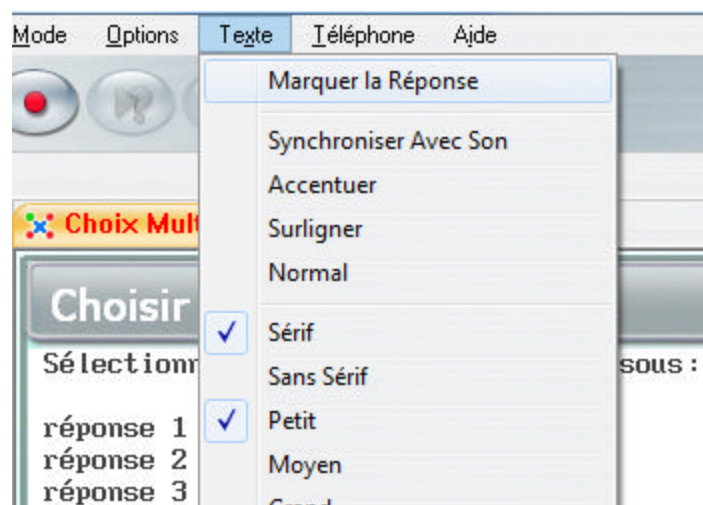 Mode Options Texte Téléphone Aide
Marquer la Réponse
Synchroniser Avec Son
Accentuer
Surligner
Normal
Sérif
Sans Sérif
Petit
Moyen
Choix Mult
Choisir
Sélectionn sous:
réponse 1
réponse 2
réponse 3